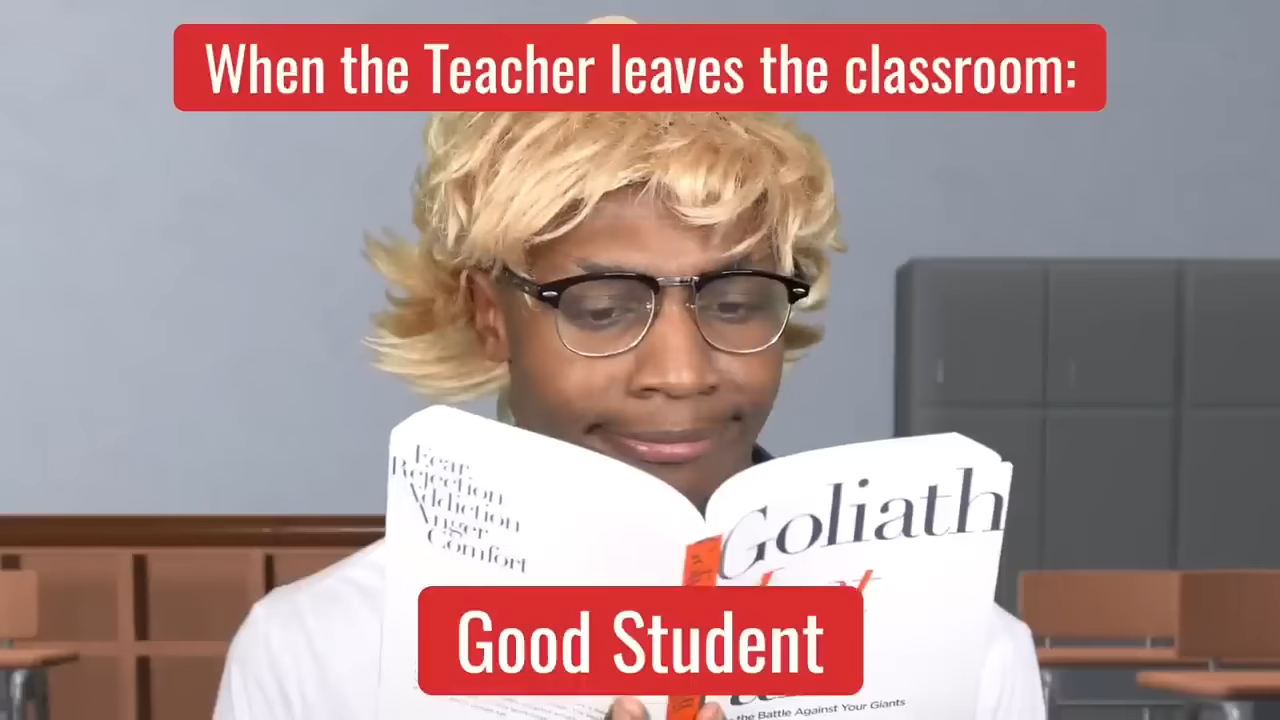 When the Teacher leaves the classroom:
Fear
Rejection
Addiction
Anger
Comfort
Goliath
Good Student
the Battle Against Your Giants